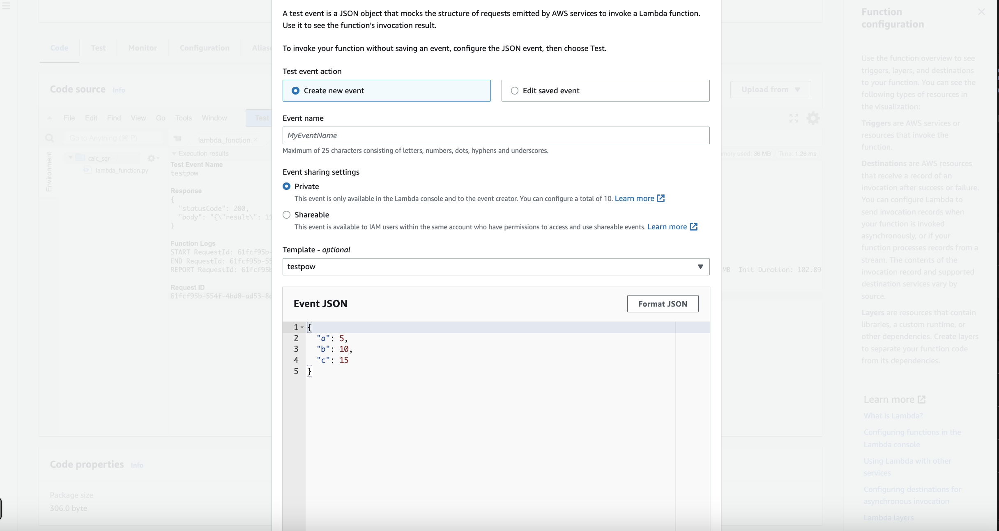 A test event is a JSON object that mocks the structure of requests emitted by AWS services to invoke a Lambda function.
Use it to see the function's invocation result.
To invoke your function without saving an event, configure the JSON event, then choose Test.
Test event action
Create new event
Edit saved event
Event name
MyEventName
Maximum of 25 characters consisting of letters, numbers, dots, hyphens and underscores.
Event sharing settings
Private
This event is only available in the Lambda console and to the event creator. You can configure a total of 10. Learn more
Shareable
This event is available to IAM users within the same account who have permissions to access and use shareable events. Learn more
Template - optional
testpow
Event JSON
Format JSON
1 {
2 "a": 5,
3 "b": 10,
4 "c": 15
5 }
Code
Test
Monitor
Configuration
Code source Info
Upload from
File Edit Find View Go Tools Window Test
Go to Anything (⌘ P)
lambda_function
Environment
calc_sqr
lambda_function.py
Execution results
used: 36 MB
Time: 1.26 ms
Test Event Name
testpow
Response
{
"statusCode": 200,
"body": "{\"result\": 11
}
Function Logs
START RequestId: 61fcf95b-
END RequestId: 61fcf95b-55
REPORT RequestId: 61fcf95b
MB Init Duration: 102.89
Request ID
61fcf95b-554f-4bd0-ad53-8
Code properties Info
Package size
306.0 byte
Function
configuration
Use the function overview to see
triggers, layers, and destinations
to your function. You can see the
following types of resources in
the visualization:
Triggers are AWS services or
resources that invoke the
function.
Destinations are AWS resources
that receive a record of an
invocation after success or failure.
You can configure Lambda to
send invocation records when
your function is invoked
asynchronously, or if your
function processes records from a
stream. The contents of the
invocation record and supported
destination services vary by
source.
Layers are resources that contain
libraries, a custom runtime, or
other dependencies. Create layers
to separate your function code
from its dependencies.
Learn more
What is Lambda?
Configuring functions in the
Lambda console
Using Lambda with other
services
Configuring destinations for
asynchronous invocation
Lambda layers